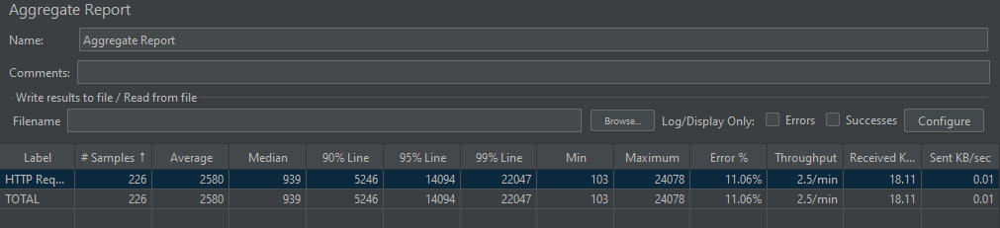 Aggregate Report
Name: Aggregate Report
Comments:
Write results to file / Read from file
Filename Browse... Log/Display Only: Errors Successes Configure
Label # Samples ↑ Average Median 90% Line 95% Line 99% Line Min Maximum Error % Throughput Received K... Sent KB/sec
HTTP Req... 226 2580 939 5246 14094 22047 103 24078 11.06% 2.5/min 18.11 0.01
TOTAL 226 2580 939 5246 14094 22047 103 24078 11.06% 2.5/min 18.11 0.01